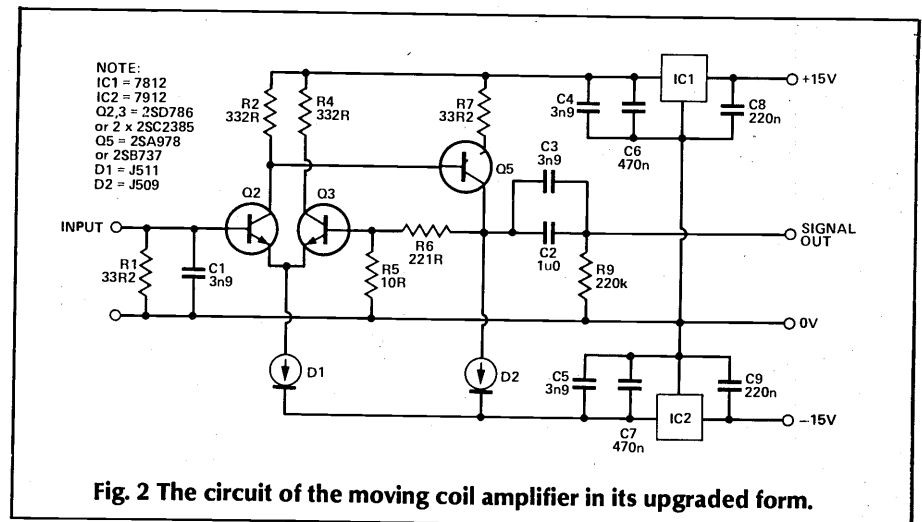 NOTE:
IC1 = 7812
IC2 = 7912
Q2,3 = 2SD786
or 2 x 2SC2385
Q5 = 2SA978
or 2SB737
D1 = J511
D2 = J509
R2
332R
R4
332R
R7
33R2
C4
3n9
C6
470n
IC1
C8
220n
+15V
Q5
C3
3n9
C2
1u0
Q2
Q3
INPUT
R1
33R2
C1
3n9
R6
221R
R5
10R
R9
220k
SIGNAL
OUT
0V
D1
D2
C5
3n9
C7
470n
IC2
C9
220n
–15V
Fig. 2 The circuit of the moving coil amplifier in its upgraded form.